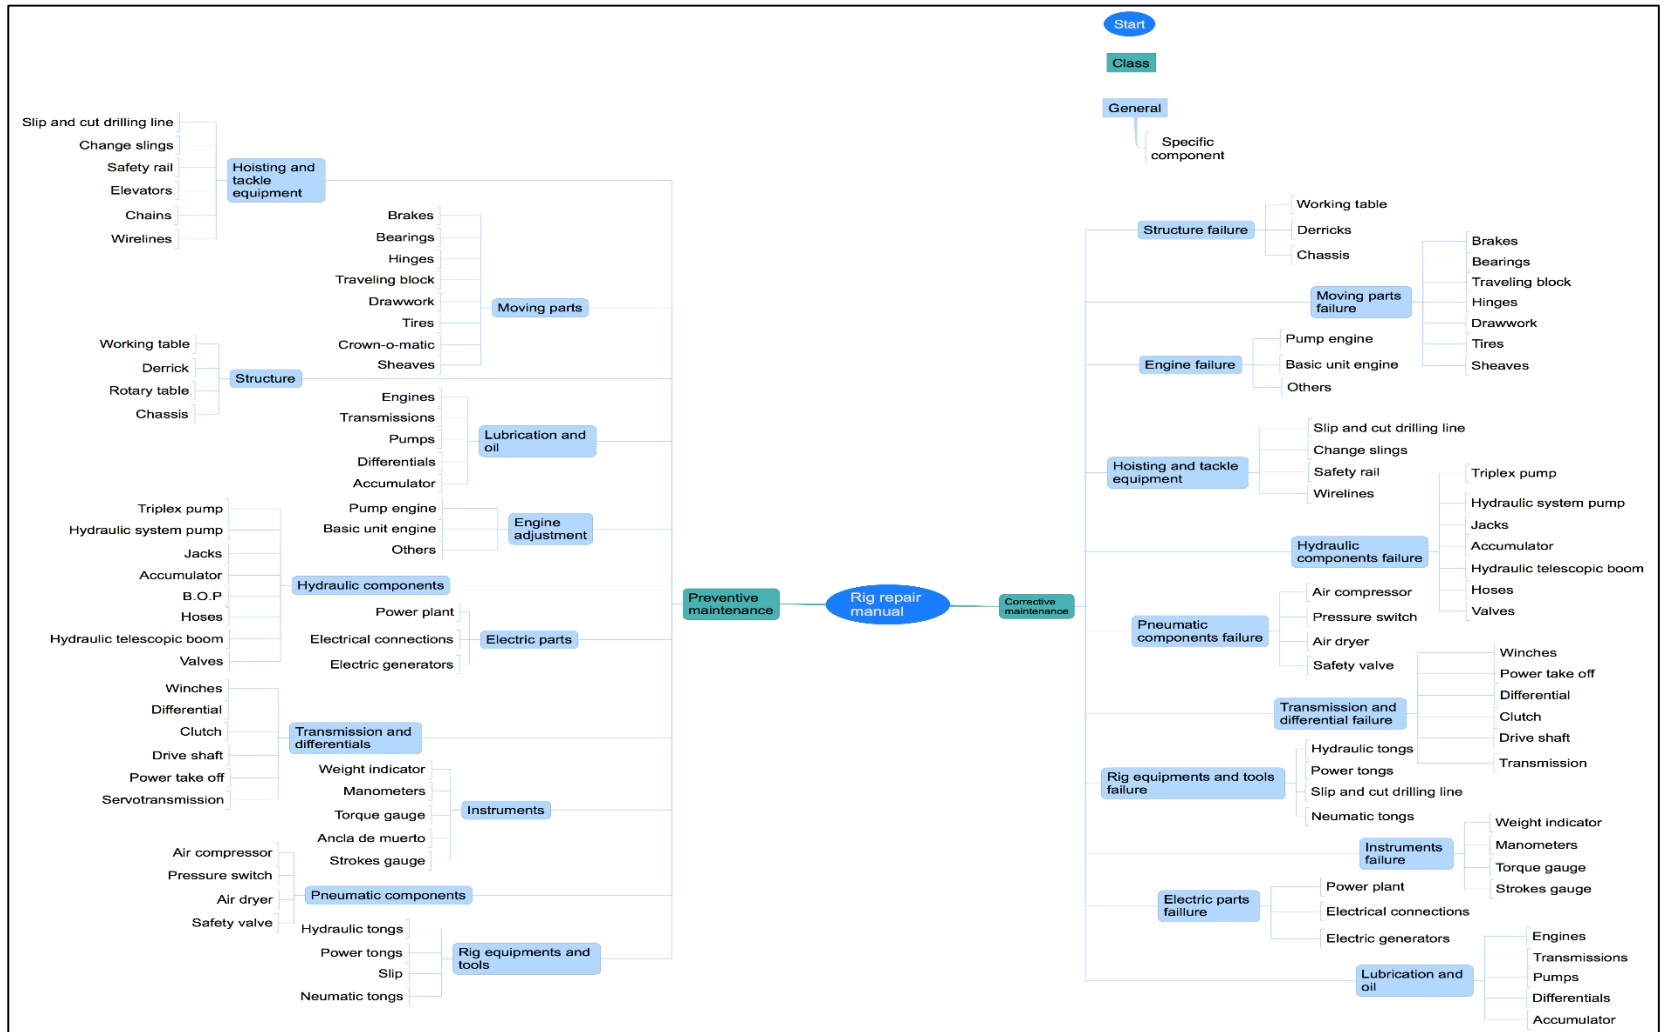 Start
Class
General
Specific
component
Slip and cut drilling line
Change slings
Safety rail
Elevators
Chains
Wirelines
Hoisting and
tackle
equipment
Brakes
Bearings
Hinges
Traveling block
Drawwork
Tires
Crown-o-matic
Sheaves
Moving parts
Working table
Derrick
Rotary table
Chassis
Structure
Engines
Transmissions
Pumps
Differentials
Accumulator
Lubrication and
oil
Pump engine
Basic unit engine
Others
Engine
adjustment
Triplex pump
Hydraulic system pump
Jacks
Accumulator
B.O.P
Hoses
Hydraulic telescopic boom
Valves
Hydraulic components
Power plant
Electrical connections
Electric generators
Electric parts
Winches
Differential
Clutch
Drive shaft
Power take off
Servotransmission
Transmission and
differentials
Weight indicator
Manometers
Torque gauge
Ancla de muerto
Strokes gauge
Instruments
Air compressor
Pressure switch
Air dryer
Safety valve
Pneumatic components
Hydraulic tongs
Power tongs
Slip
Neumatic tongs
Rig equipments and
tools
Preventive
maintenance
Rig repair
manual
Corrective
maintenance
Structure failure
Working table
Derricks
Chassis
Moving parts
failure
Brakes
Bearings
Traveling block
Hinges
Drawwork
Tires
Sheaves
Engine failure
Pump engine
Basic unit engine
Others
Hoisting and tackle
equipment
Slip and cut drilling line
Change slings
Safety rail
Wirelines
Hydraulic
components failure
Triplex pump
Hydraulic system pump
Jacks
Accumulator
Hydraulic telescopic boom
Hoses
Valves
Pneumatic
components failure
Air compressor
Pressure switch
Air dryer
Safety valve
Transmission and
differential failure
Winches
Power take off
Differential
Clutch
Drive shaft
Transmission
Rig equipments and tools
failure
Hydraulic tongs
Power tongs
Slip and cut drilling line
Neumatic tongs
Instruments
failure
Weight indicator
Manometers
Torque gauge
Strokes gauge
Electric parts
faillure
Power plant
Electrical connections
Electric generators
Lubrication and
oil
Engines
Transmissions
Pumps
Differentials
Accumulator